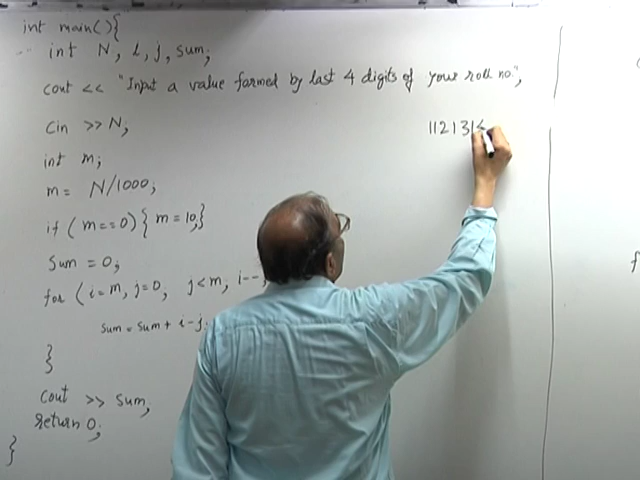 int main(){
int N, i, j, sum;
cout << "Input a value formed by last 4 digits of your roll no.",
Cin >> N;
112131
int m;
m = N/1000;
if (m==0) { m = 10;}
Sum = 0;
for (i=m, j=0, j<m, i--,
sum = sum + i-j.
}
cout >> sum;
return 0;
}